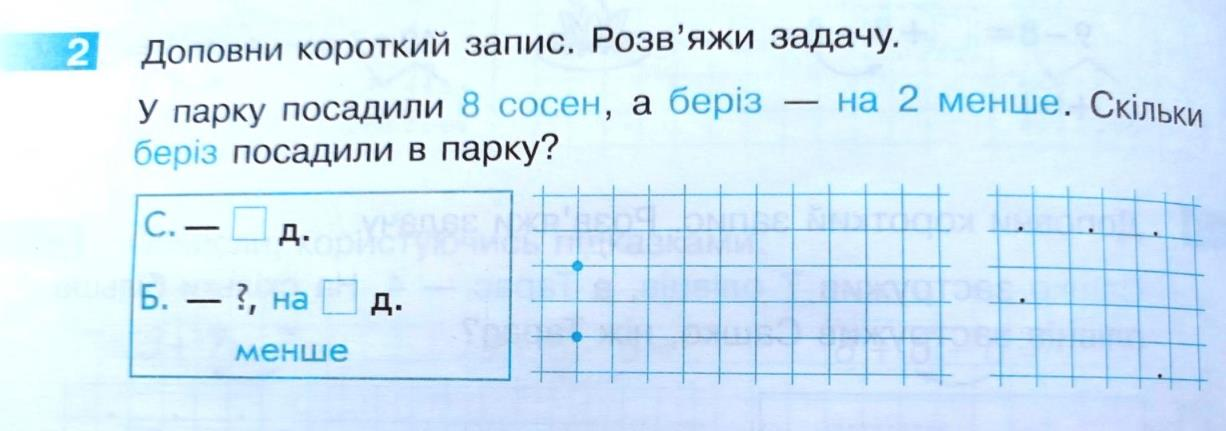 2
Доповни короткий запис. Розв’яжи задачу.
У парку посадили 8 сосен, а беріз — на 2 менше. Скільки
беріз посадили в парку?
С. — □ д.
Б. — ?, на □ д.
менше